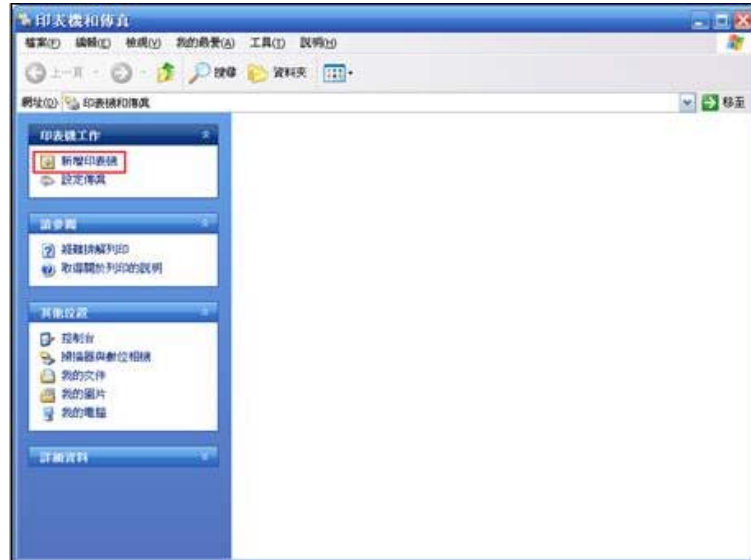 印表機和傳真
檔案(F) 編輯(E) 檢視(V) 我的最愛(A) 工具(T) 說明(H)
上一頁 搜尋 資料夾
網址(D) 印表機和傳真 移至
印表機工作
新增印表機
設定傳真
請參閱
疑難排解列印
取得關於列印的說明
其他位置
控制台
掃描器與數位相機
我的文件
我的圖片
我的電腦
詳細資料